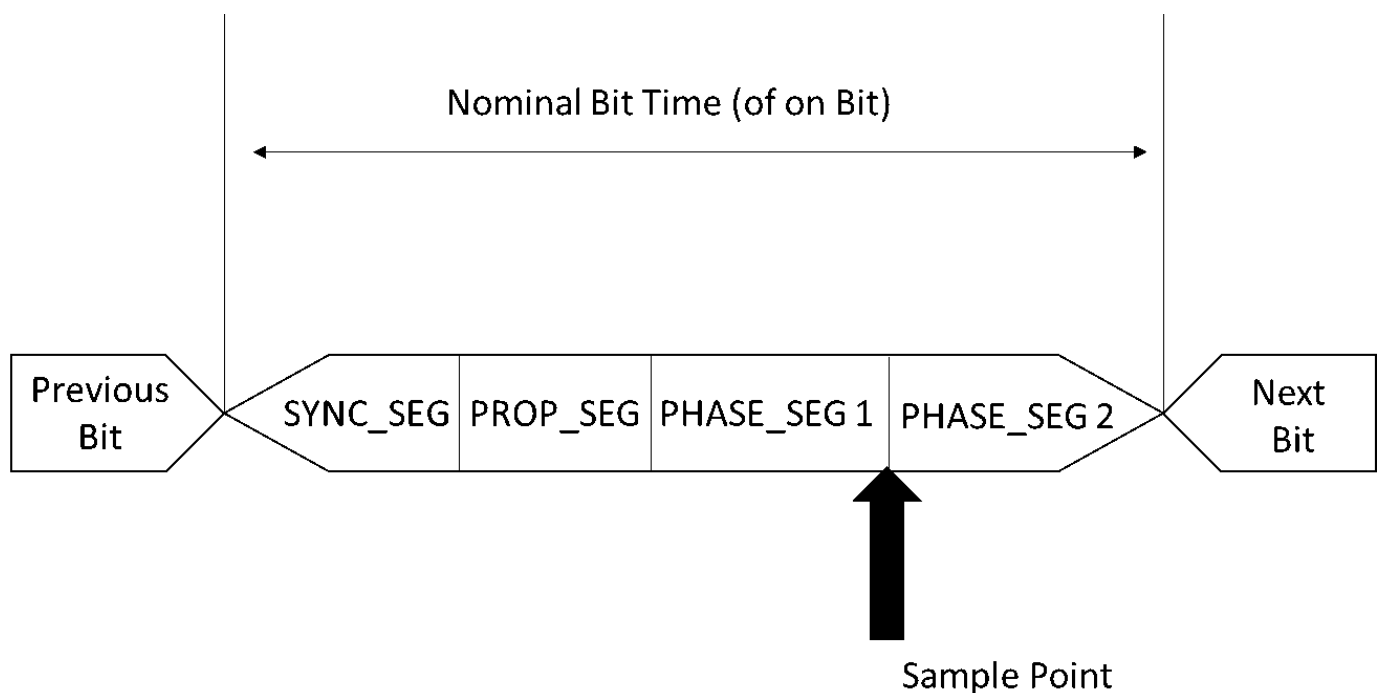 Nominal Bit Time (of on Bit)
Previous
Bit
SYNC_SEG
PROP_SEG
PHASE_SEG 1
PHASE_SEG 2
Next
Bit
Sample Point